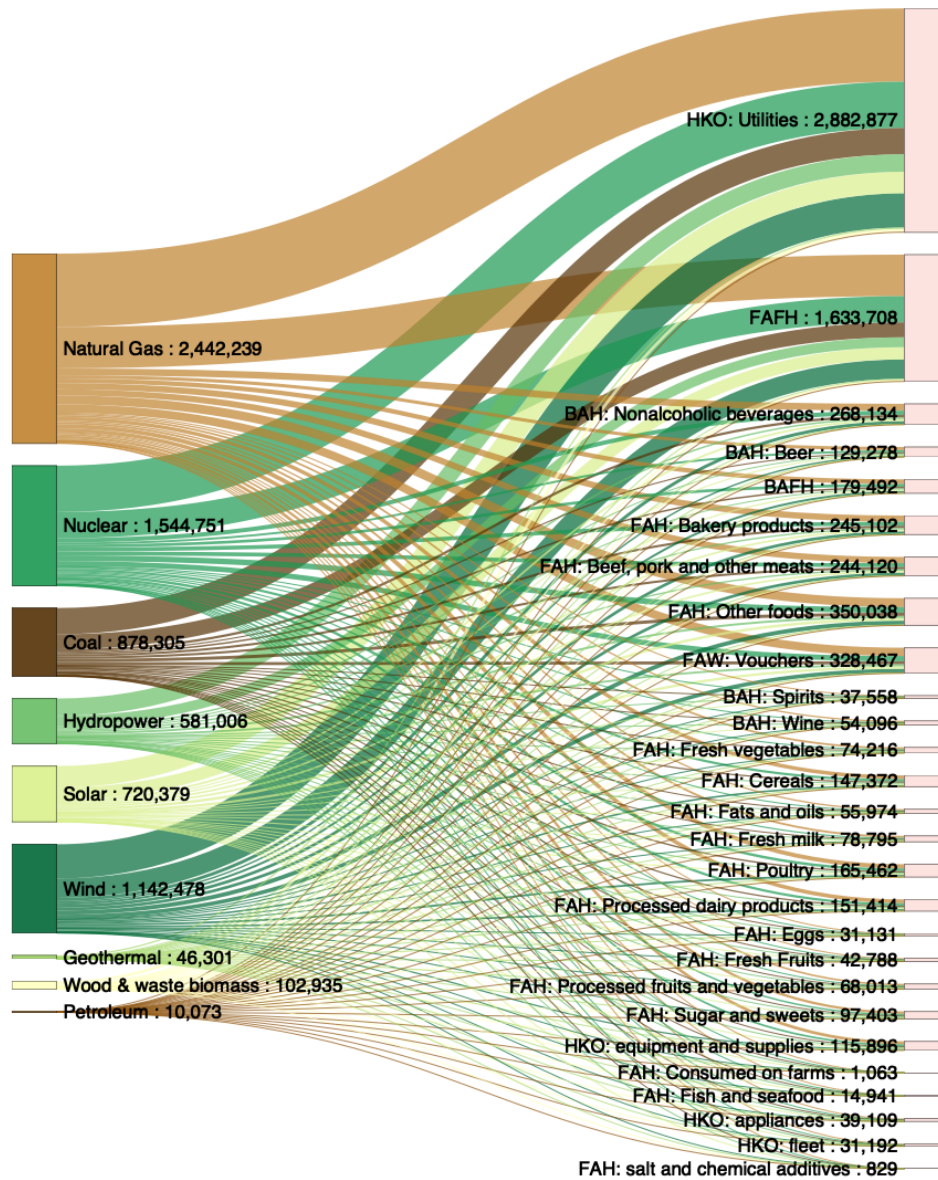 HKO: Utilities : 2,882,877
FAFH : 1,633,708
Natural Gas : 2,442,239
BAH: Nonalcoholic beverages : 268,134
BAH: Beer : 129,278
BAFH : 179,492
Nuclear : 1,544,751
FAH: Bakery products : 245,102
FAH: Beef, pork and other meats : 244,120
FAH: Other foods : 350,038
Coal : 878,305
FAW: Vouchers : 328,467
BAH: Spirits : 37,558
Hydropower : 581,006
BAH: Wine : 54,096
FAH: Fresh vegetables : 74,216
FAH: Cereals : 147,372
Solar : 720,379
FAH: Fats and oils : 55,974
FAH: Fresh milk : 78,795
FAH: Poultry : 165,462
Wind : 1,142,478
FAH: Processed dairy products : 151,414
FAH: Eggs : 31,131
Geothermal : 46,301
FAH: Fresh Fruits : 42,788
Wood & waste biomass : 102,935
FAH: Processed fruits and vegetables : 68,013
Petroleum : 10,073
FAH: Sugar and sweets : 97,403
HKO: equipment and supplies : 115,896
FAH: Consumed on farms : 1,063
FAH: Fish and seafood : 14,941
HKO: appliances : 39,109
HKO: fleet : 31,192
FAH: salt and chemical additives : 829